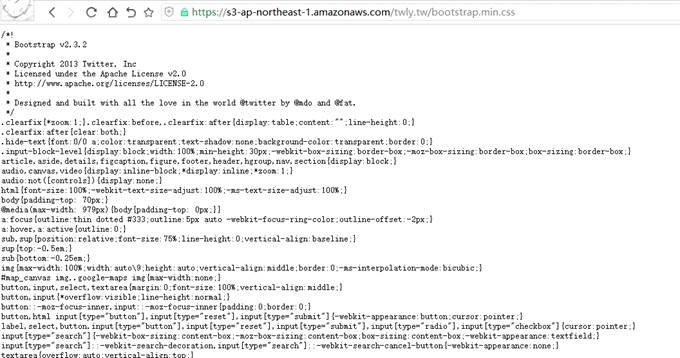 https://s3-ap-northeast-1.amazonaws.com/twly.tw/bootstrap.min.css
/*!
 * Bootstrap v2.3.2
 *
 * Copyright 2013 Twitter, Inc
 * Licensed under the Apache License v2.0
 * http://www.apache.org/licenses/LICENSE-2.0
 *
 * Designed and built with all the love in the world @twitter by @mdo and @fat.
 */
.clearfix{*zoom:1;}.clearfix:before,.clearfix:after{display:table;content:"";line-height:0;}
.clearfix:after{clear:both;}
.hide-text{font:0/0 a;color:transparent;text-shadow:none;background-color:transparent;border:0;}
.input-block-level{display:block;width:100%;min-height:30px;-webkit-box-sizing:border-box;-moz-box-sizing:border-box;box-sizing:border-box;}
article,aside,details,figcaption,figure,footer,header,hgroup,nav,section{display:block;}
audio,canvas,video{display:inline-block;*display:inline;*zoom:1;}
audio:not([controls]){display:none;}
html{font-size:100%;-webkit-text-size-adjust:100%;-ms-text-size-adjust:100%;}
body{padding-top: 70px;}
@media(max-width: 979px){body{padding-top: 0px;}}
a:focus{outline:thin dotted #333;outline:5px auto -webkit-focus-ring-color;outline-offset:-2px;}
a:hover,a:active{outline:0;}
sub,sup{position:relative;font-size:75%;line-height:0;vertical-align:baseline;}
sup{top:-0.5em;}
sub{bottom:-0.25em;}
img{max-width:100%;width:auto\9;height:auto;vertical-align:middle;border:0;-ms-interpolation-mode:bicubic;}
#map_canvas img,.google-maps img{max-width:none;}
button,input,select,textarea{margin:0;font-size:100%;vertical-align:middle;}
button,input{*overflow:visible;line-height:normal;}
button::-moz-focus-inner,input::-moz-focus-inner{padding:0;border:0;}
button,html input[type="button"],input[type="reset"],input[type="submit"]{-webkit-appearance:button;cursor:pointer;}
label,select,button,input[type="button"],input[type="reset"],input[type="submit"],input[type="radio"],input[type="checkbox"]{cursor:pointer;}
input[type="search"]{-webkit-box-sizing:content-box;-moz-box-sizing:content-box;box-sizing:content-box;-webkit-appearance:textfield;}
input[type="search"]::-webkit-search-decoration,input[type="search"]::-webkit-search-cancel-button{-webkit-appearance:none;}
textarea{overflow:auto;vertical-align:top;}